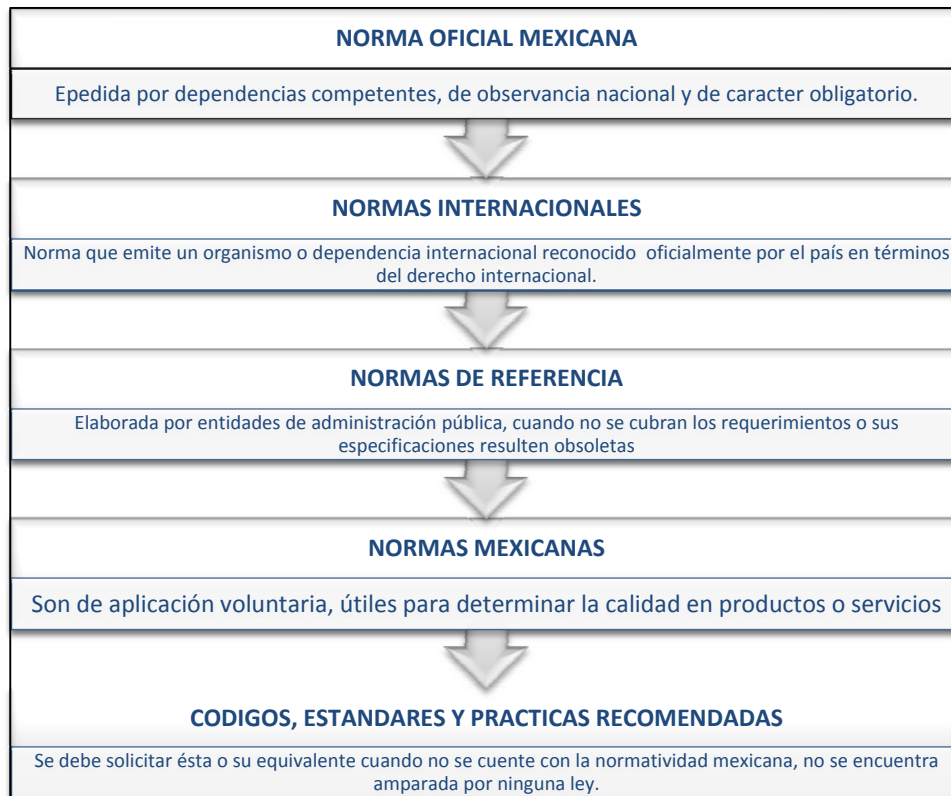 NORMA OFICIAL MEXICANA
Epedida por dependencias competentes, de observancia nacional y de caracter obligatorio.
NORMAS INTERNACIONALES
Norma que emite un organismo o dependencia internacional reconocido oficialmente por el país en términos
del derecho internacional.
NORMAS DE REFERENCIA
Elaborada por entidades de administración pública, cuando no se cubran los requerimientos o sus
especificaciones resulten obsoletas
NORMAS MEXICANAS
Son de aplicación voluntaria, útiles para determinar la calidad en productos o servicios
CODIGOS, ESTANDARES Y PRACTICAS RECOMENDADAS
Se debe solicitar ésta o su equivalente cuando no se cuente con la normatividad mexicana, no se encuentra
amparada por ninguna ley.